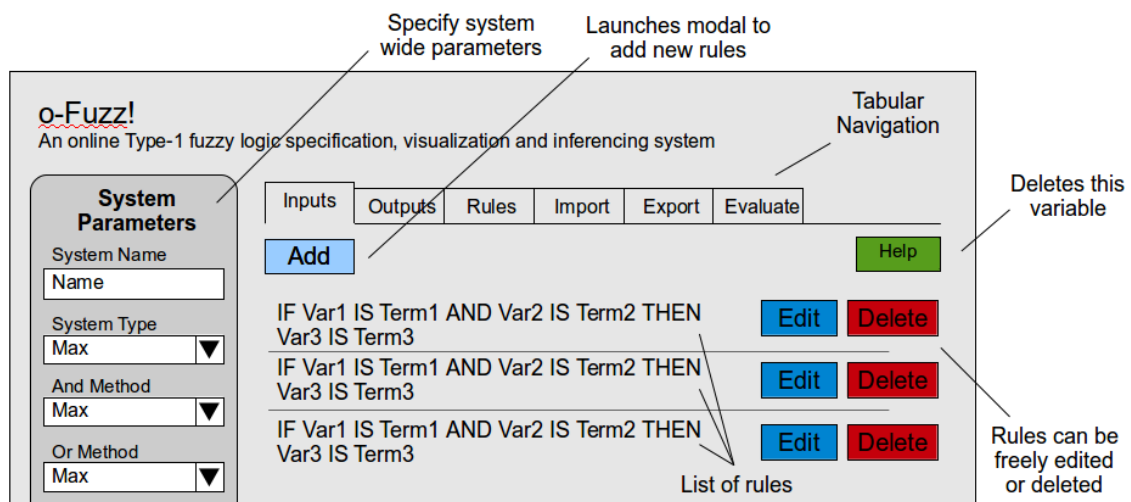 Specify system
wide parameters
Launches modal to
add new rules
o-Fuzz!
An online Type-1 fuzzy logic specification, visualization and inferencing system
Tabular
Navigation
Deletes this
variable
System
Parameters
System Name
Name
System Type
Max
And Method
Max
Or Method
Max
Inputs
Outputs
Rules
Import
Export
Evaluate
Add
Help
IF Var1 IS Term1 AND Var2 IS Term2 THEN
Var3 IS Term3
Edit
Delete
IF Var1 IS Term1 AND Var2 IS Term2 THEN
Var3 IS Term3
Edit
Delete
IF Var1 IS Term1 AND Var2 IS Term2 THEN
Var3 IS Term3
Edit
Delete
List of rules
Rules can be
freely edited
or deleted